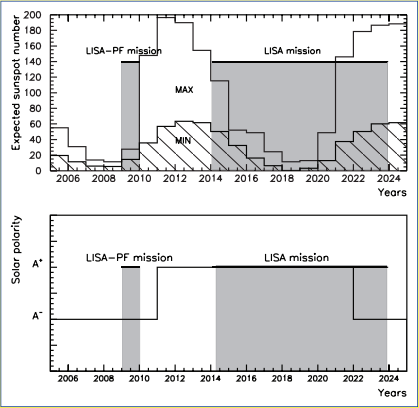 Expected sunspot number
200
180
160
140
120
100
80
60
40
20
0
LISA-PF mission
LISA mission
MAX
MIN
2006 2008 2010 2012 2014 2016 2018 2020 2022 2024
Years
Solar polarity
A+
A-
LISA-PF mission
LISA mission
2006 2008 2010 2012 2014 2016 2018 2020 2022 2024
Years